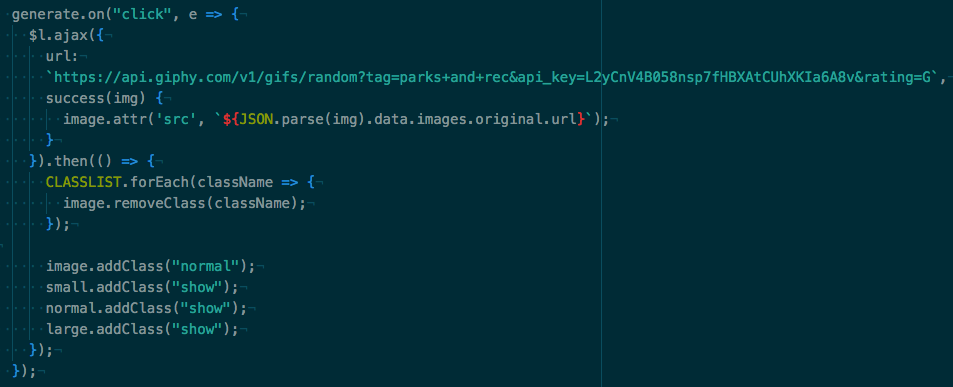 generate.on("click", e => {
  $l.ajax({
    url:
    `https://api.giphy.com/v1/gifs/random?tag=parks+and+rec&api_key=L2yCnV4B058nsp7fHBXAtCUhXKIa6A8v&rating=G`,
    success(img) {
      image.attr('src', `${JSON.parse(img).data.images.original.url}`);
    }
  }).then(() => {
    CLASSLIST.forEach(className => {
      image.removeClass(className);
    });

    image.addClass("normal");
    small.addClass("show");
    normal.addClass("show");
    large.addClass("show");
  });
});